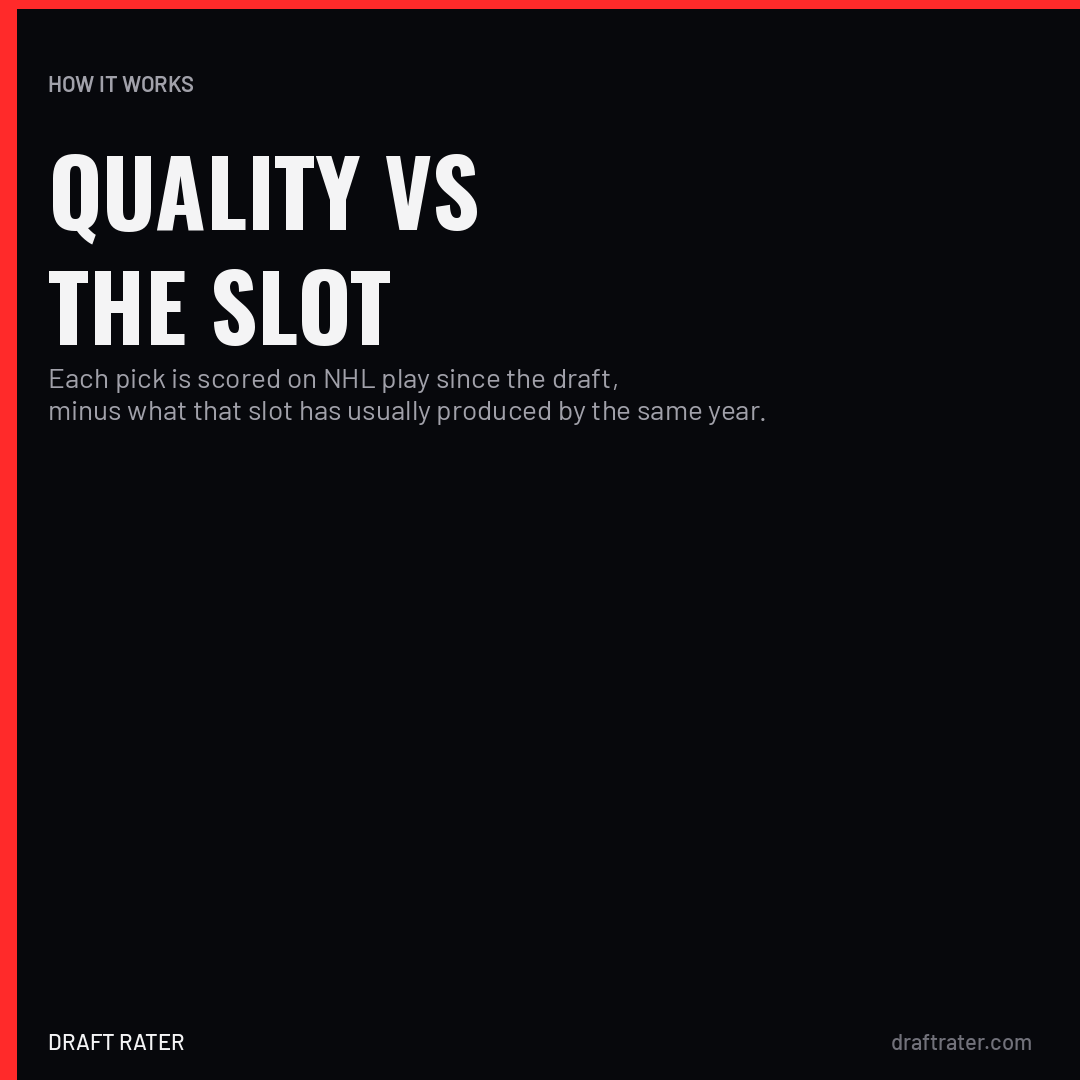 HOW IT WORKS
QUALITY VS
THE SLOT
Each pick is scored on NHL play since the draft,
minus what that slot has usually produced by the same year.
DRAFT RATER
draftrater.com